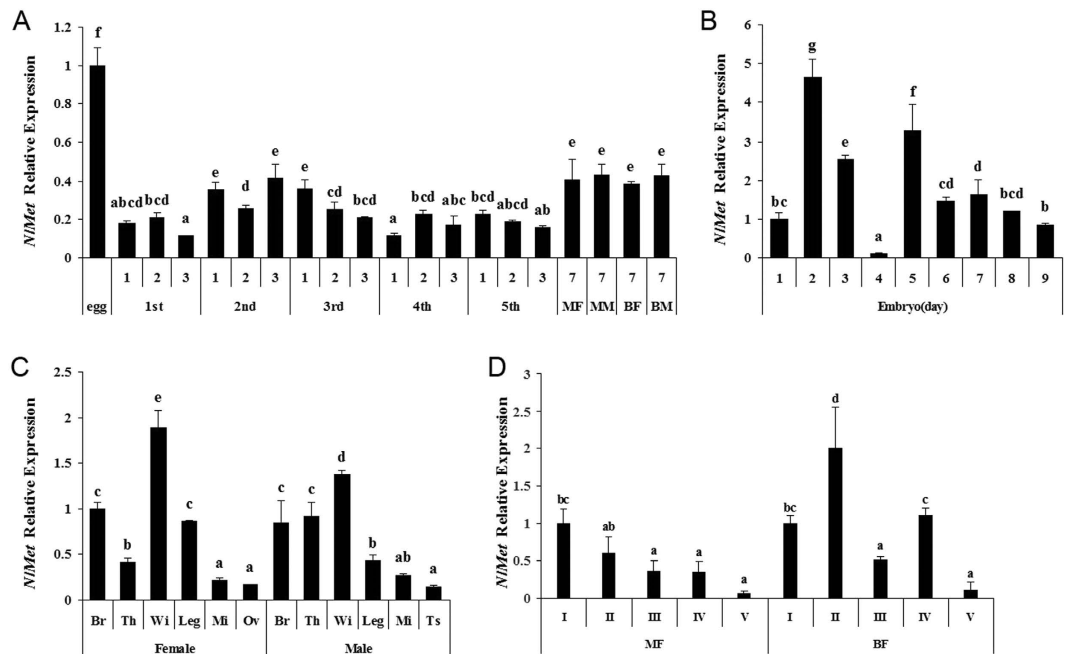 A
NlMet Relative Expression
1.2
1
0.8
0.6
0.4
0.2
0
f
abcd bcd a e d e e cd bcd a bcd abc bcd abc ab e e e e
1 2 3 1 2 3 1 2 3 1 2 3 1 2 3 7 7 7 7
egg 1st 2nd 3rd 4th 5th MF MM BF BM
B
NlMet Relative Expression
6
5
4
3
2
1
0
bc g e a f cd d bcd b
1 2 3 4 5 6 7 8 9
Embryo(day)
C
NlMet Relative Expression
2.5
2
1.5
1
0.5
0
c b e c a a c c d b ab a
Br Th Wi Leg Mi Ov Br Th Wi Leg Mi Ts
Female Male
D
NlMet Relative Expression
3
2.5
2
1.5
1
0.5
0
bc ab a a a bc d a c a
I II III IV V I II III IV V
MF BF